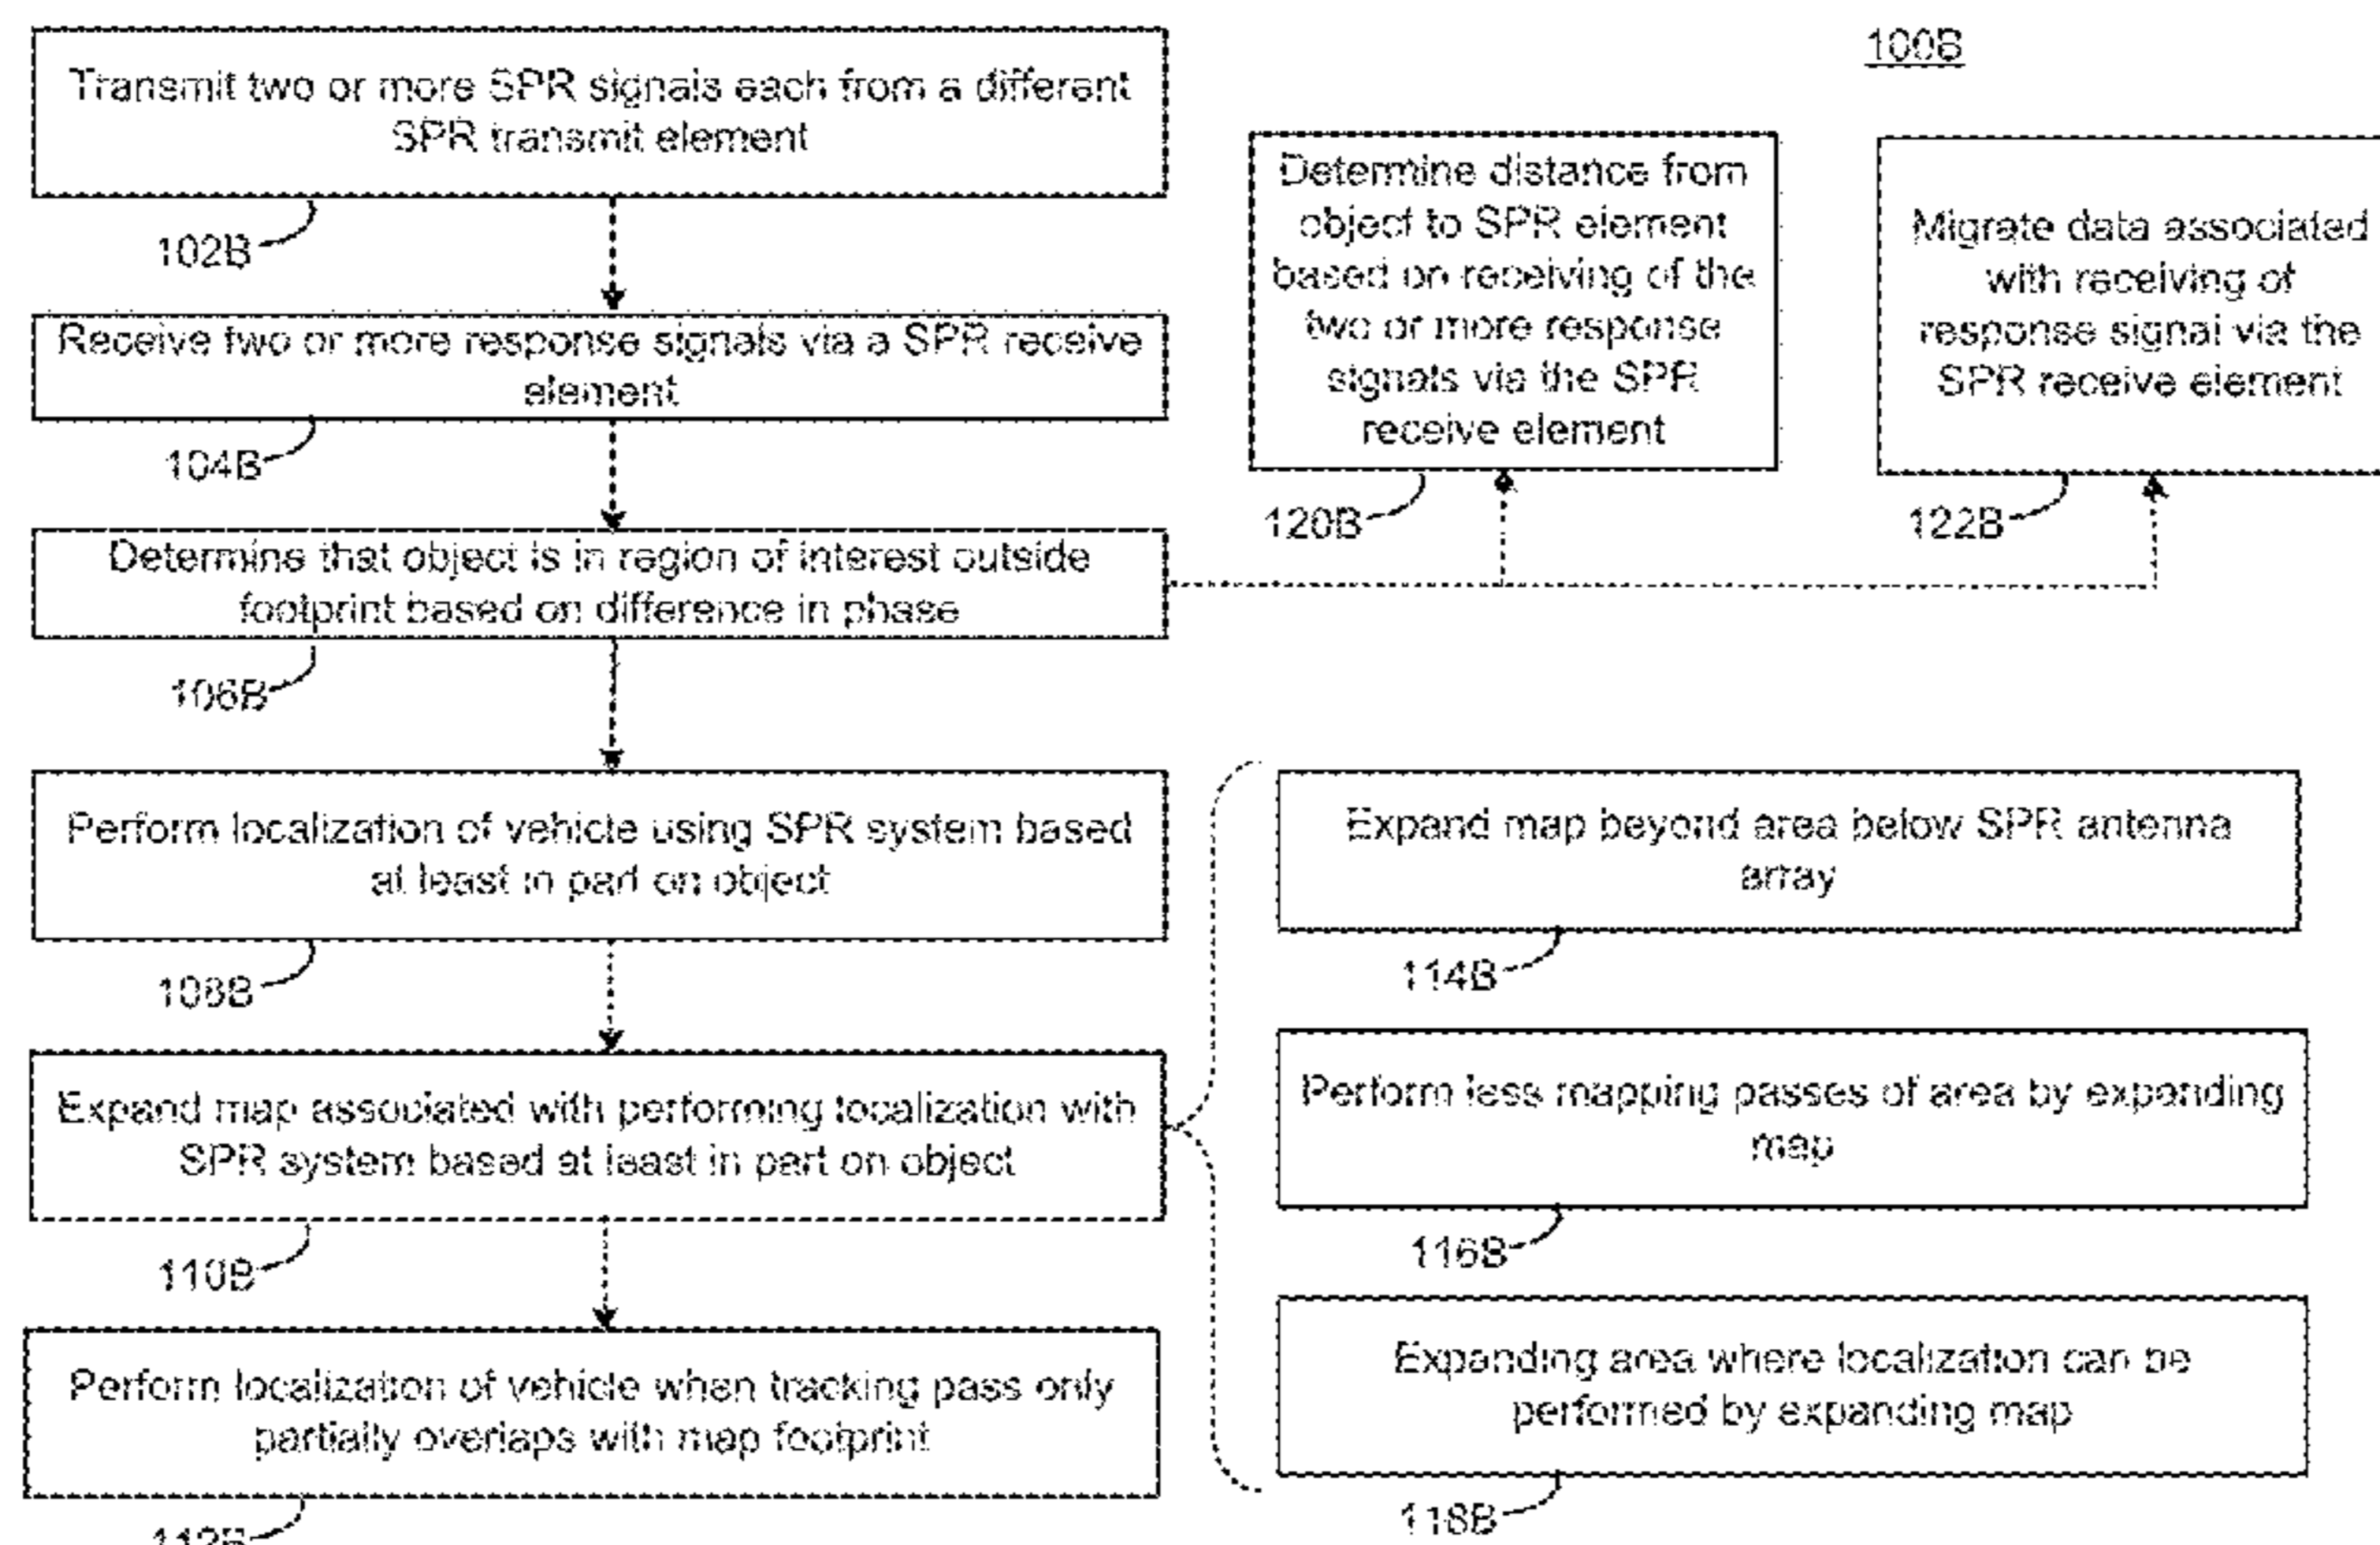 100B
Transmit two or more SPR signals each from a different
SPR transmit element
102B
Receive two or more response signals via a SPR receive
element
104B
Determine that object is in region of interest outside
footprint based on difference in phase
106B
Determine distance from
object to SPR element
based on receiving of the
two or more response
signals via the SPR
receive element
120B
Migrate data associated
with receiving of
response signal via the
SPR receive element
122B
Perform localization of vehicle using SPR system based
at least in part on object
108B
Expand map associated with performing localization with
SPR system based at least in part on object
110B
Perform localization of vehicle when tracking pass only
partially overlaps with map footprint
112B
Expand map beyond area below SPR antenna
array
114B
Perform less mapping passes of area by expanding
map
116B
Expanding area where localization can be
performed by expanding map
118B